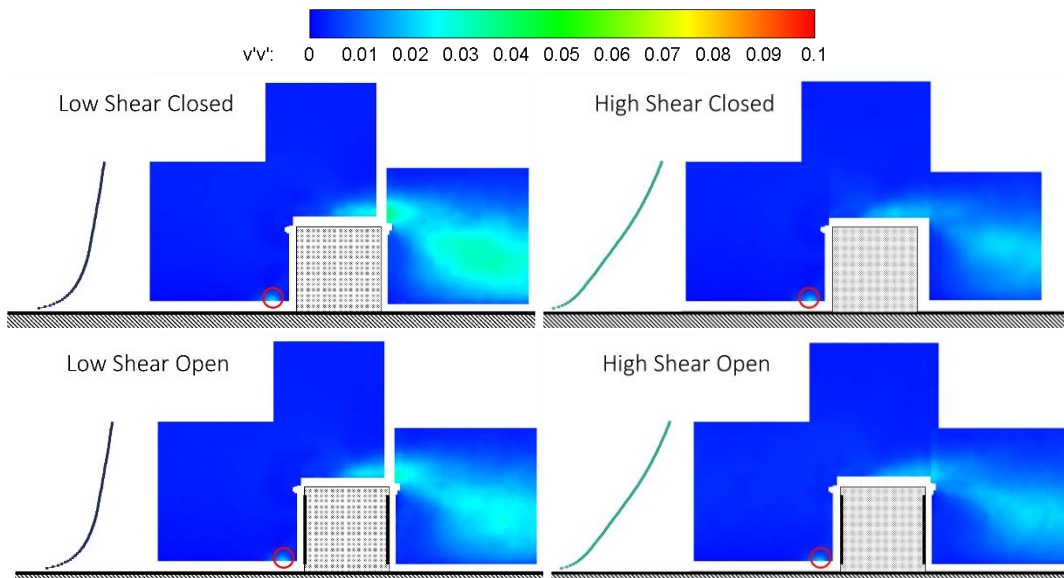 v'v': 0 0.01 0.02 0.03 0.04 0.05 0.06 0.07 0.08 0.09 0.1
Low Shear Closed
High Shear Closed
Low Shear Open
High Shear Open